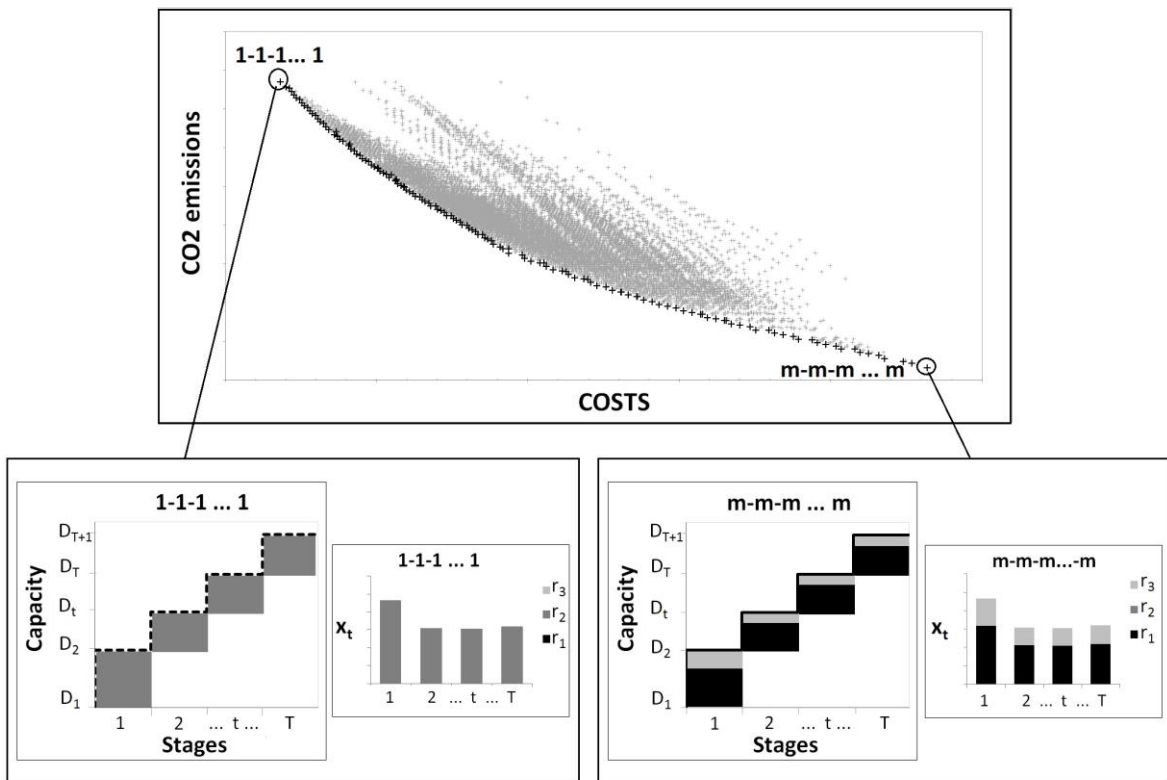 1-1-1... 1
CO2 emissions
m-m-m ... m
COSTS
1-1-1 ... 1
Capacity
D_{T+1}
D_T
D_t
D_2
D_1
1 2 ... t ... T
Stages
1-1-1 ... 1
x_t
r_3
r_2
r_1
1 2 ... t ... T
m-m-m ... m
Capacity
D_{T+1}
D_T
D_t
D_2
D_1
1 2 ... t ... T
Stages
m-m-m...-m
x_t
r_3
r_2
r_1
1 2 ... t ... T